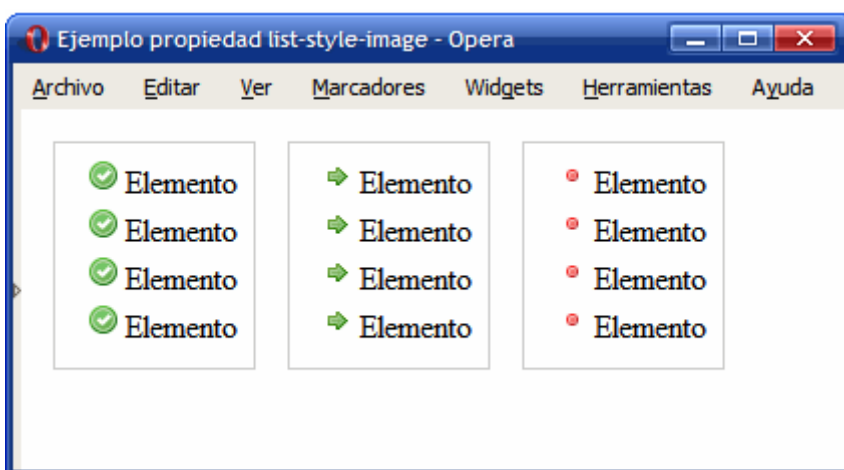 Ejemplo propiedad list-style-image - Opera
Archivo Editar Ver Marcadores Widgets Herramientas Ayuda
Elemento Elemento Elemento
Elemento Elemento Elemento
Elemento Elemento Elemento
Elemento Elemento Elemento